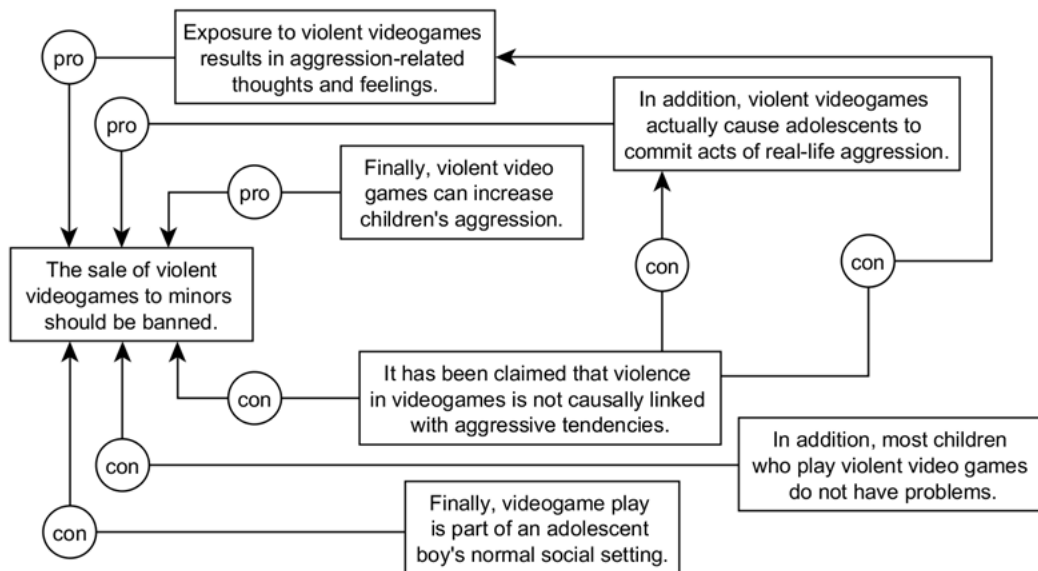 pro
Exposure to violent videogames
results in aggression-related
thoughts and feelings.
pro
In addition, violent videogames
actually cause adolescents to
commit acts of real-life aggression.
pro
Finally, violent video
games can increase
children's aggression.
The sale of violent
videogames to minors
should be banned.
con
con
con
It has been claimed that violence
in videogames is not causally linked
with aggressive tendencies.
con
In addition, most children
who play violent video games
do not have problems.
con
Finally, videogame play
is part of an adolescent
boy's normal social setting.